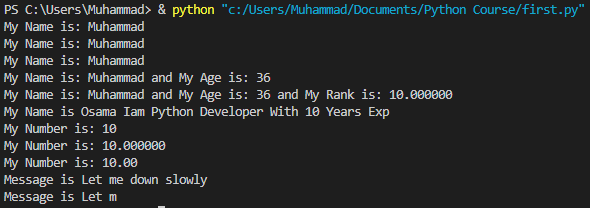 PS C:\Users\Muhammad> & python "c:/Users/Muhammad/Documents/Python Course/first.py"
My Name is: Muhammad
My Name is: Muhammad
My Name is: Muhammad
My Name is: Muhammad and My Age is: 36
My Name is: Muhammad and My Age is: 36 and My Rank is: 10.000000
My Name is Osama Iam Python Developer With 10 Years Exp
My Number is: 10
My Number is: 10.000000
My Number is: 10.00
Message is Let me down slowly
Message is Let m